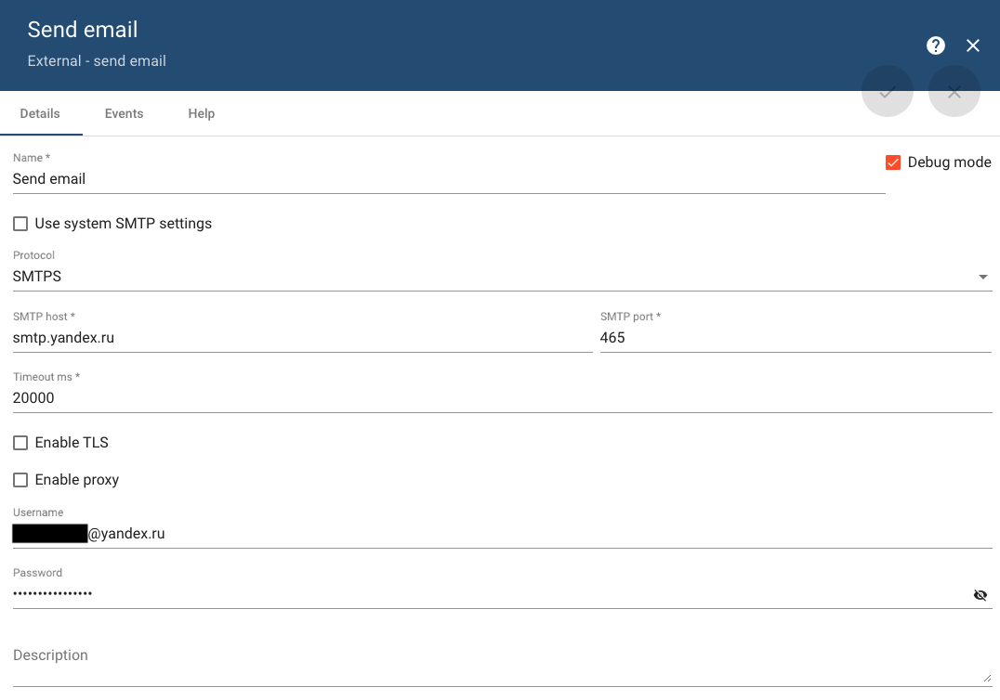 Send email
External - send email
Details Events Help
Name *
Debug mode
Send email
Use system SMTP settings
Protocol
SMTPS
SMTP host * SMTP port *
smtp.yandex.ru 465
Timeout ms *
20000
Enable TLS
Enable proxy
Username
@yandex.ru
Password
••••••••••••••••
Description